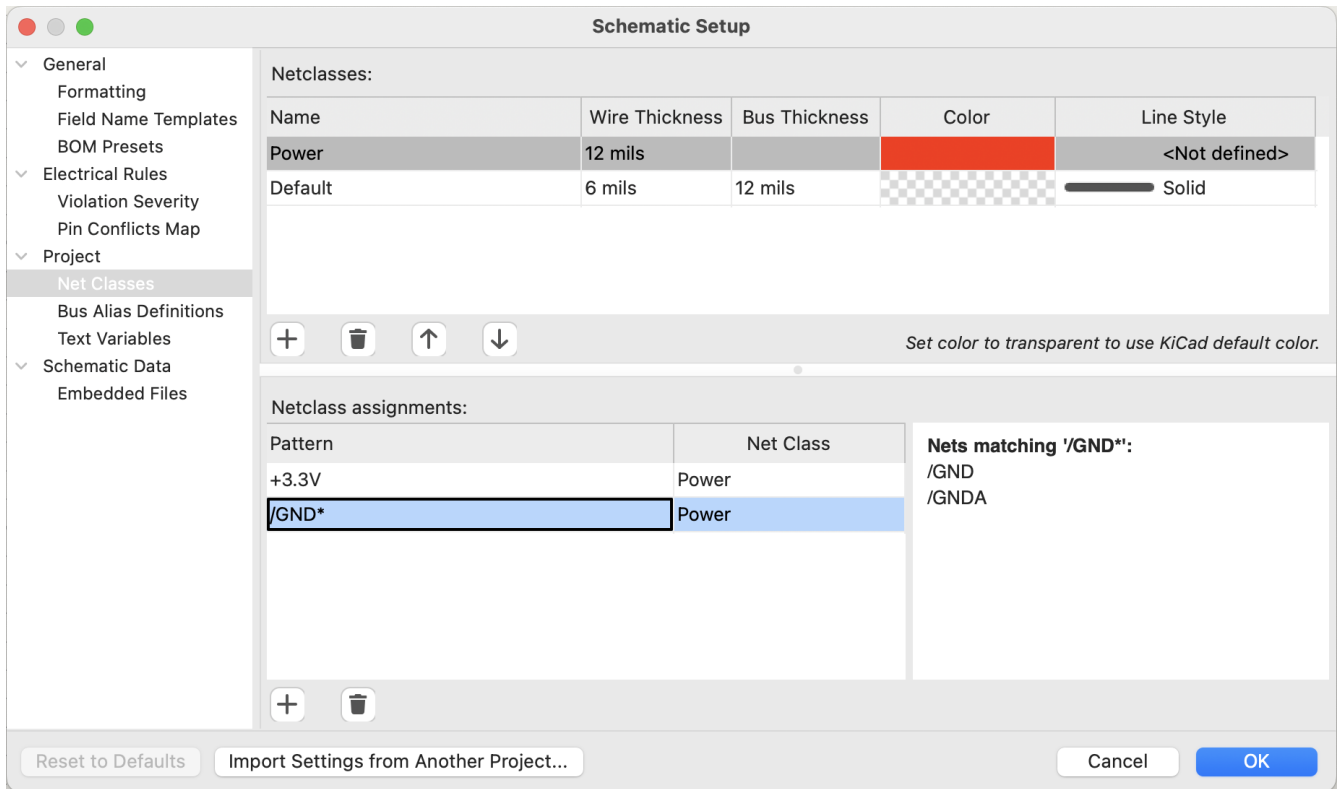 Schematic Setup
General
Formatting
Field Name Templates
BOM Presets
Electrical Rules
Violation Severity
Pin Conflicts Map
Project
Net Classes
Bus Alias Definitions
Text Variables
Schematic Data
Embedded Files
Netclasses:
Name Wire Thickness Bus Thickness Color Line Style
Power 12 mils <Not defined>
Default 6 mils 12 mils Solid
Set color to transparent to use KiCad default color.
Netclass assignments:
Pattern Net Class
+3.3V Power
/GND* Power
Nets matching '/GND*':
/GND
/GNDA
Reset to Defaults Import Settings from Another Project... Cancel OK